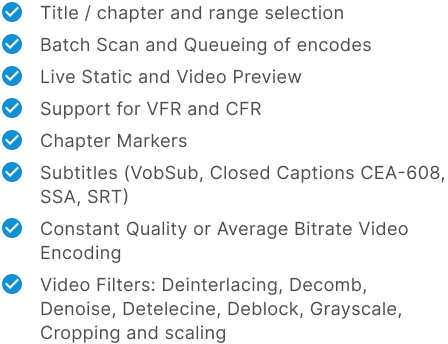 Title / chapter and range selection
Batch Scan and Queueing of encodes
Live Static and Video Preview
Support for VFR and CFR
Chapter Markers
Subtitles (VobSub, Closed Captions CEA-608,
SSA, SRT)
Constant Quality or Average Bitrate Video
Encoding
Video Filters: Deinterlacing, Decomb,
Denoise, Detelecine, Deblock, Grayscale,
Cropping and scaling